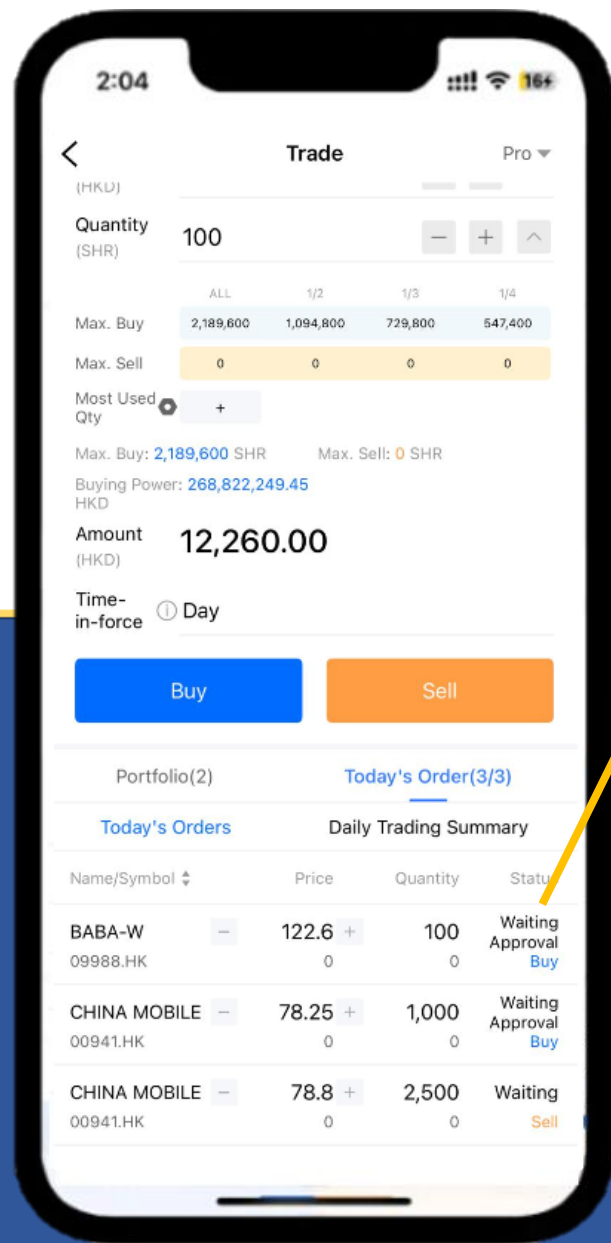 2:04
16
Trade
Pro
(HKD)
Quantity
(SHR)
100
ALL 1/2 1/3 1/4
Max. Buy 2,189,600 1,094,800 729,800 547,400
Max. Sell 0 0 0 0
Most Used
Qty
+
Max. Buy: 2,189,600 SHR Max. Sell: 0 SHR
Buying Power: 268,822,249.45
HKD
Amount
(HKD)
12,260.00
Time-
in-force
Day
Buy Sell
Portfolio(2) Today's Order(3/3)
Today's Orders Daily Trading Summary
Name/Symbol Price Quantity Statu
BABA-W − 122.6 + 100 Waiting
Approval
09988.HK 0 0 Buy
CHINA MOBILE − 78.25 + 1,000 Waiting
Approval
00941.HK 0 0 Buy
CHINA MOBILE − 78.8 + 2,500 Waiting
00941.HK 0 0 Sell